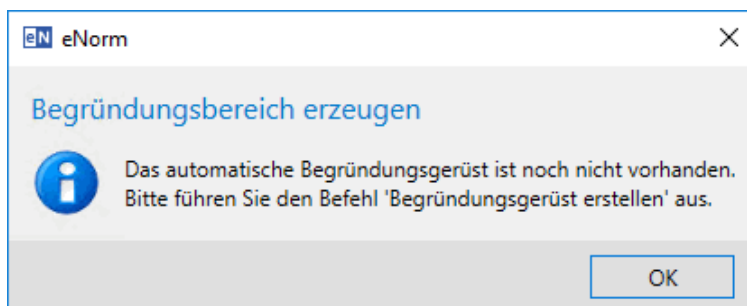 eN eNorm
Begründungsbereich erzeugen
Das automatische Begründungsgerüst ist noch nicht vorhanden.
Bitte führen Sie den Befehl 'Begründungsgerüst erstellen' aus.
OK